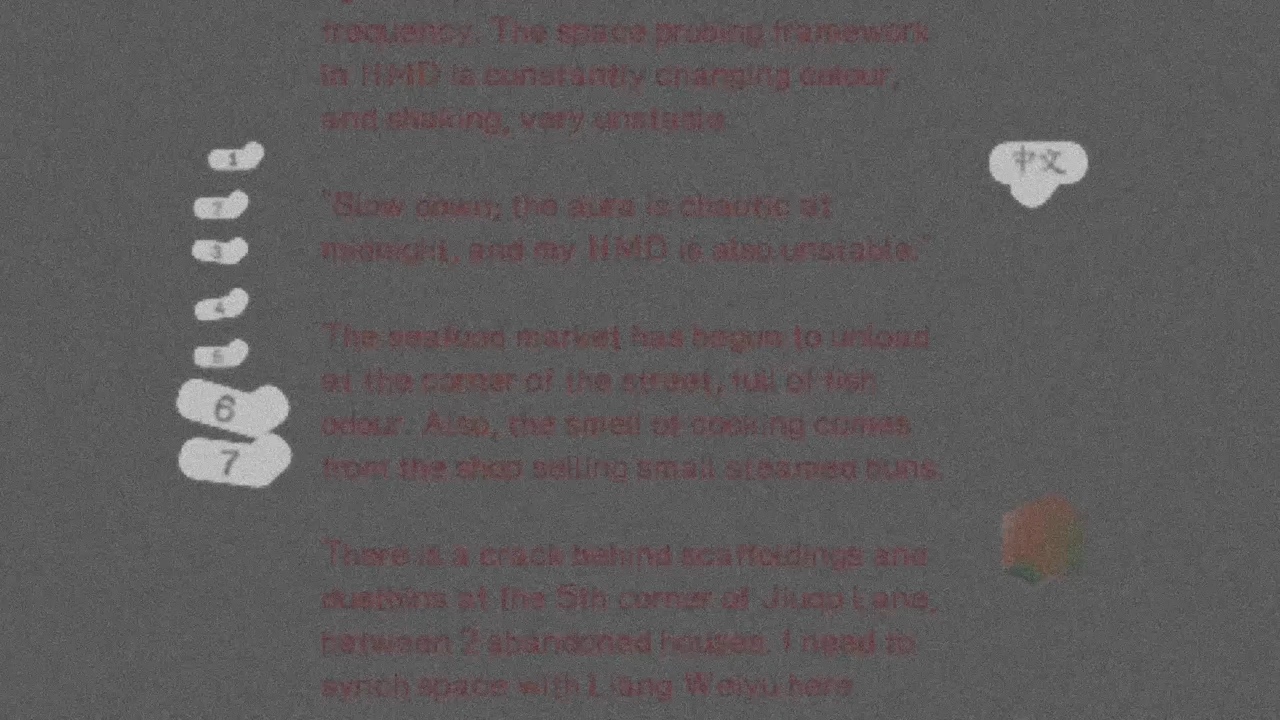 frequency. The space probing framework
in HMD is constantly changing colour,
and shaking, very unstable.
"Slow down; the aura is chaotic at
midnight, and my HMD is also unstable."
The seafood market has begun to unload
at the corner of the street, full of fish
odour. Also, the smell of cooking comes
from the shop selling small steamed buns.
There is a crack behind scaffoldings and
dustbins at the 5th corner of Jiuqu Lane,
between 2 abandoned houses. I need to
synch space with Liang Weiyu here.
1
2
3
4
5
6
7
中文